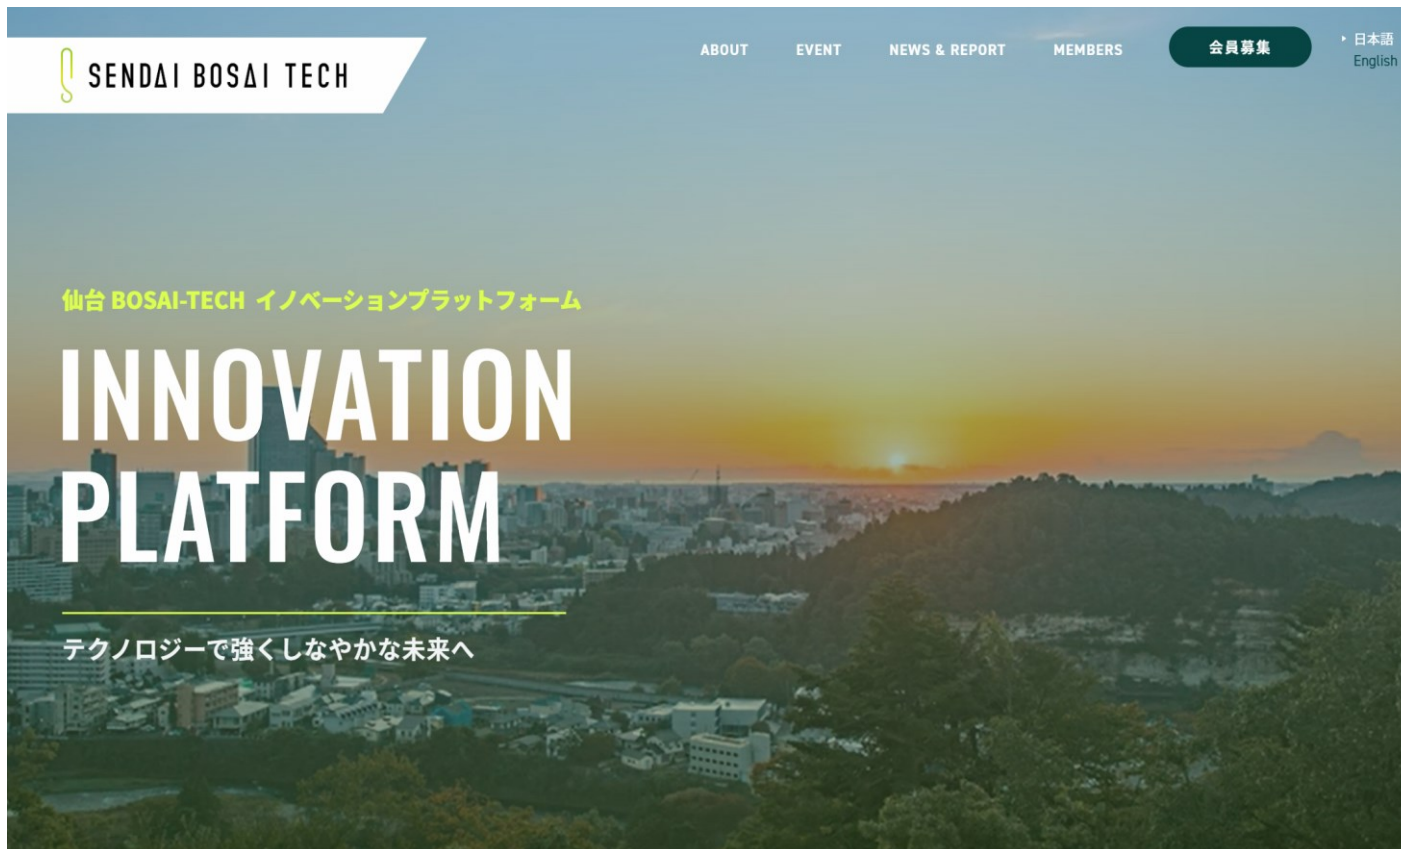 SENDAI BOSAI TECH
ABOUT
EVENT
NEWS & REPORT
MEMBERS
会員募集
日本語
English
仙台 BOSAI-TECH イノベーションプラットフォーム
INNOVATION
PLATFORM
テクノロジーで強くしなやかな未来へ